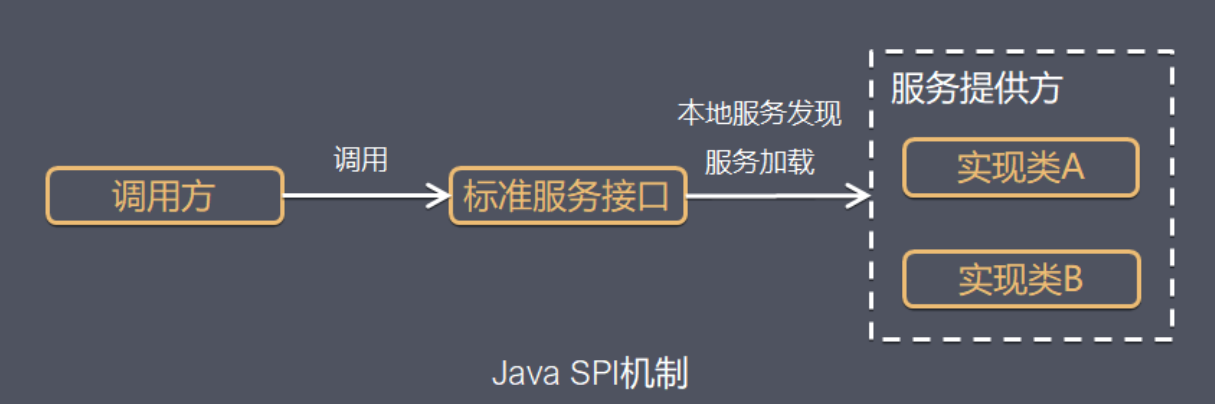 调用方
调用
标准服务接口
本地服务发现
服务加载
服务提供方
实现类A
实现类B
Java SPI机制